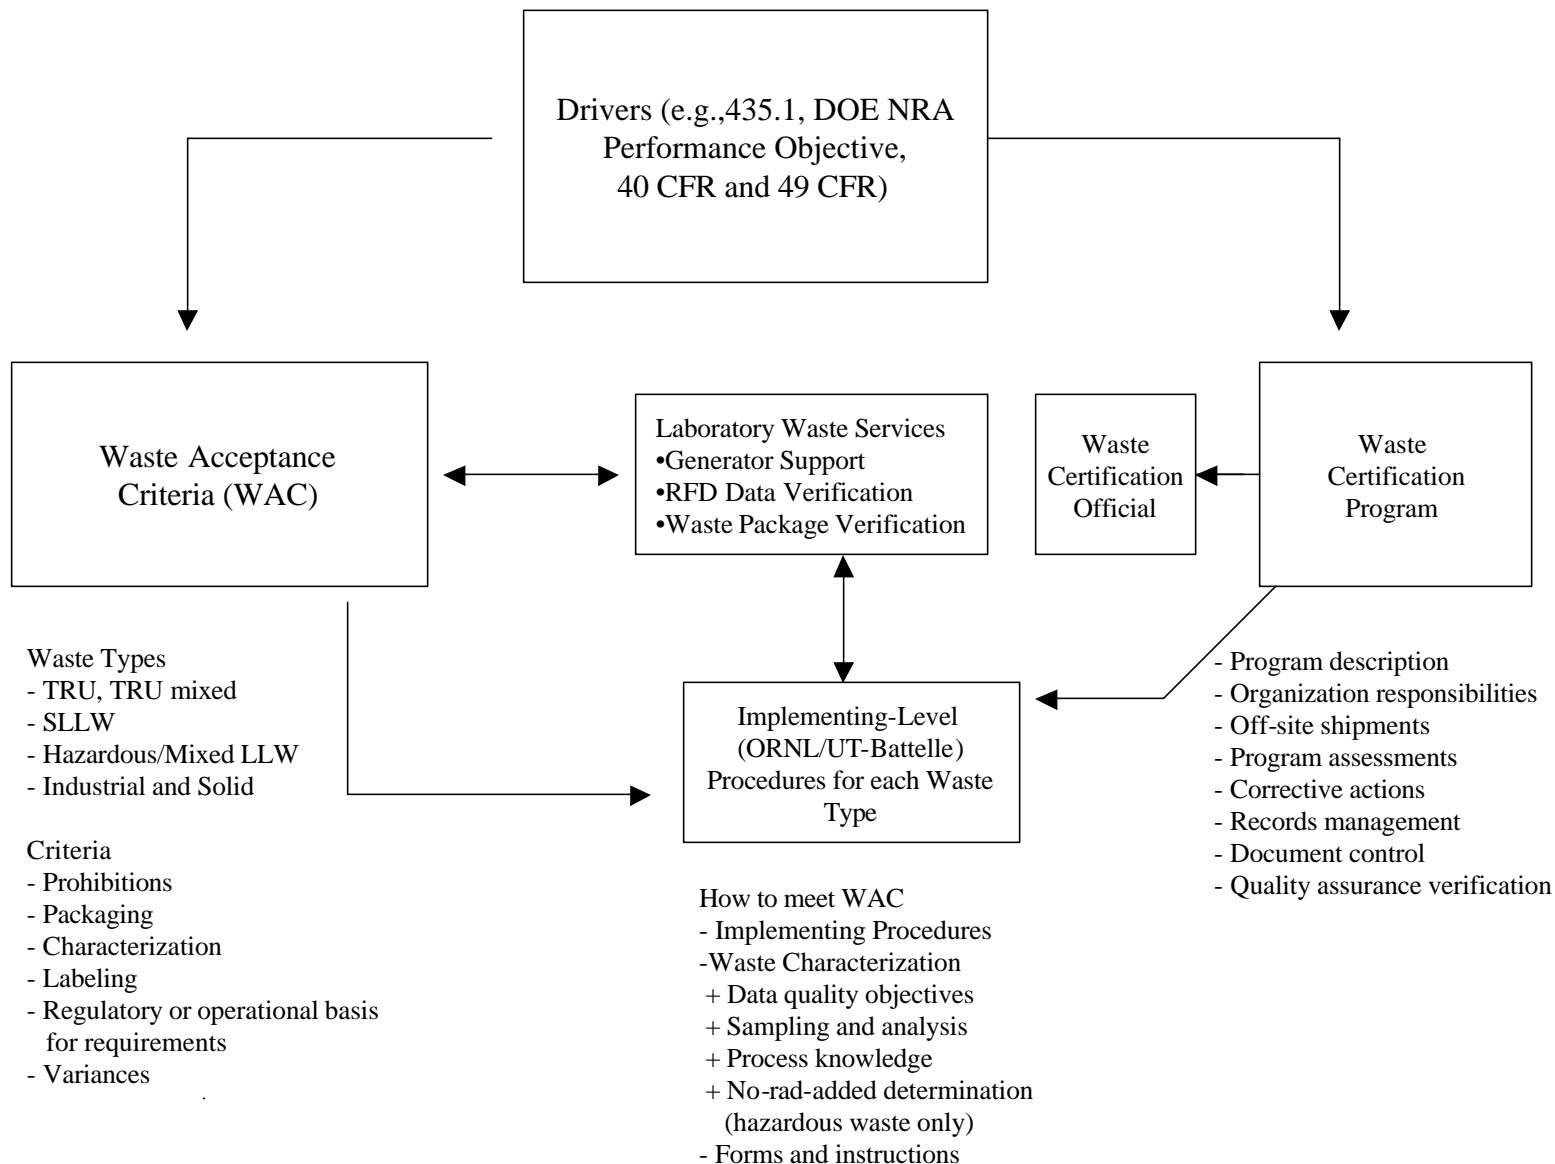 Drivers (e.g.,435.1, DOE NRA
Performance Objective,
40 CFR and 49 CFR)
Waste Acceptance
Criteria (WAC)
Laboratory Waste Services
•Generator Support
•RFD Data Verification
•Waste Package Verification
Waste
Certification
Official
Waste
Certification
Program
Waste Types
- TRU, TRU mixed
- SLLW
- Hazardous/Mixed LLW
- Industrial and Solid
Criteria
- Prohibitions
- Packaging
- Characterization
- Labeling
- Regulatory or operational basis
for requirements
- Variances
Implementing-Level
(ORNL/UT-Battelle)
Procedures for each Waste
Type
How to meet WAC
- Implementing Procedures
-Waste Characterization
+ Data quality objectives
+ Sampling and analysis
+ Process knowledge
+ No-rad-added determination
(hazardous waste only)
- Forms and instructions
- Program description
- Organization responsibilities
- Off-site shipments
- Program assessments
- Corrective actions
- Records management
- Document control
- Quality assurance verification